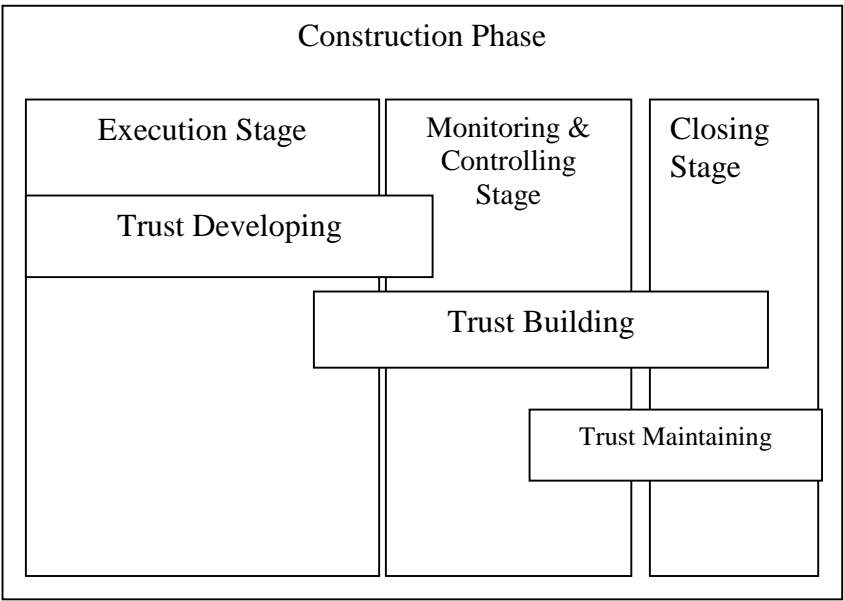 Construction Phase
Execution Stage
Monitoring &
Controlling
Stage
Closing
Stage
Trust Developing
Trust Building
Trust Maintaining